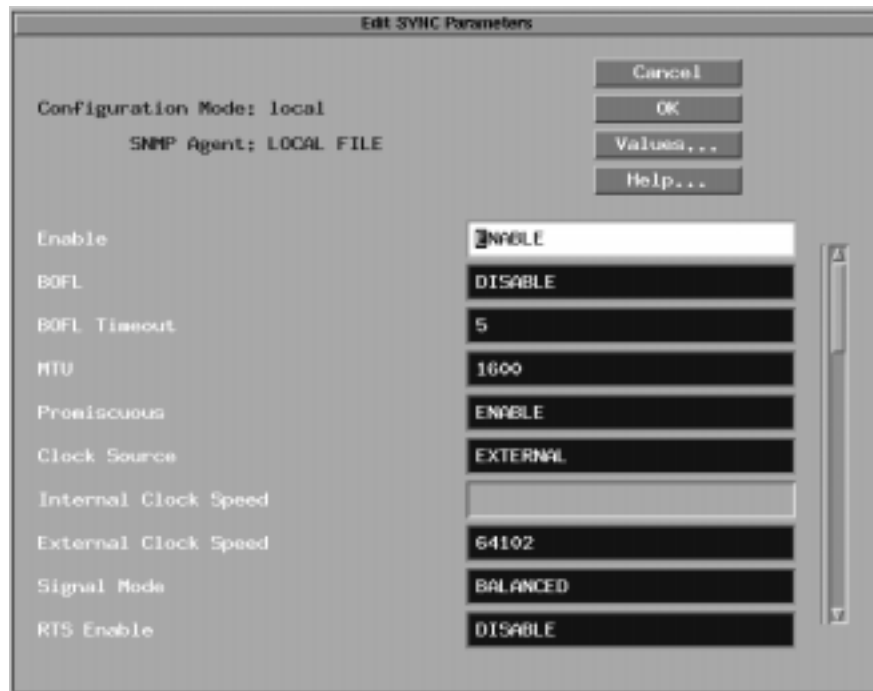 Edit SYNC Parameters
Cancel
Configuration Mode: local
OK
SNMP Agent: LOCAL FILE
Values...
Help...
Enable ENABLE
BOFL DISABLE
BOFL Timeout 5
MTU 1600
Promiscuous ENABLE
Clock Source EXTERNAL
Internal Clock Speed
External Clock Speed 64102
Signal Mode BALANCED
RTS Enable DISABLE